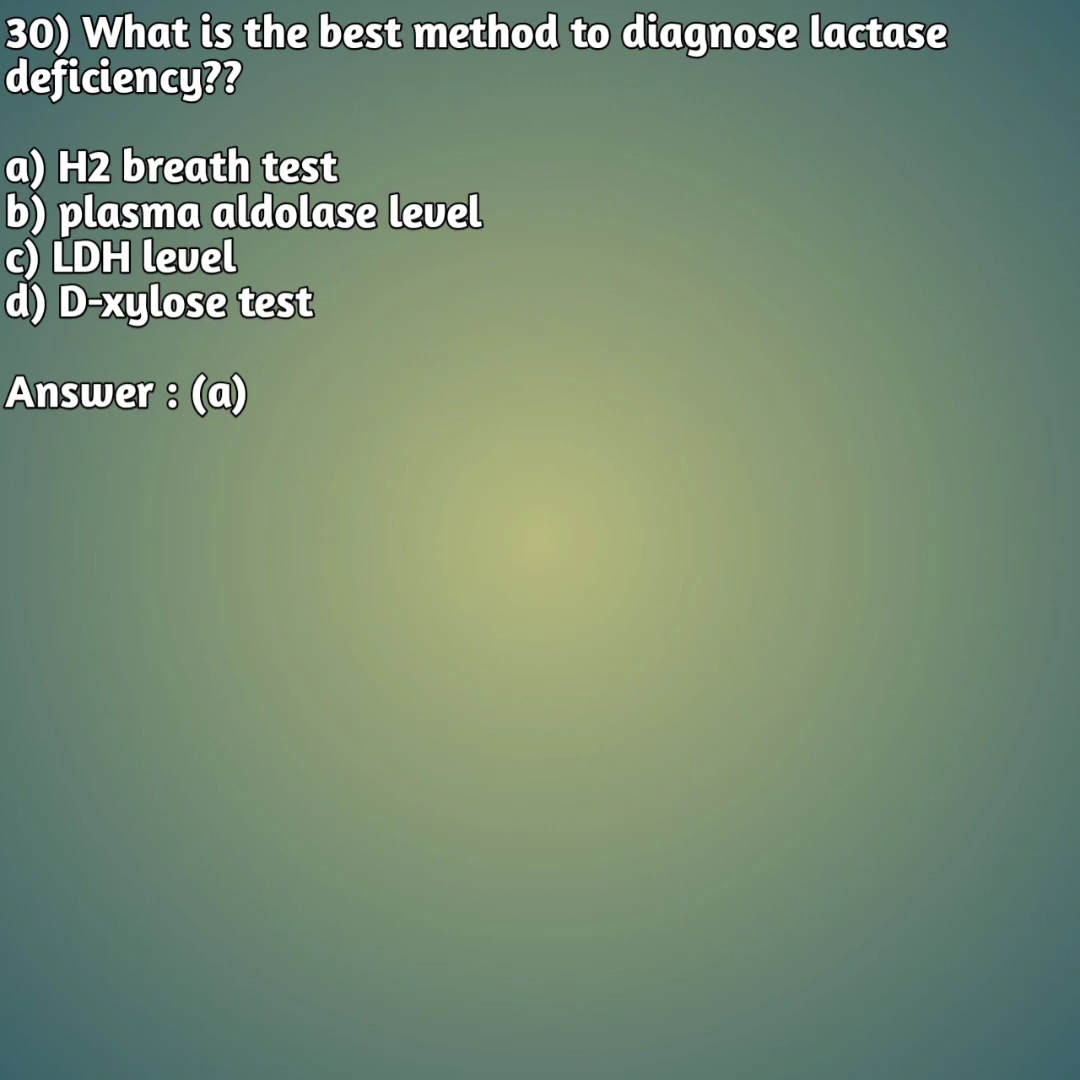 30) What is the best method to diagnose lactase
deficiency??
a) H2 breath test
b) plasma aldolase level
c) LDH level
d) D-xylose test
Answer : (a)